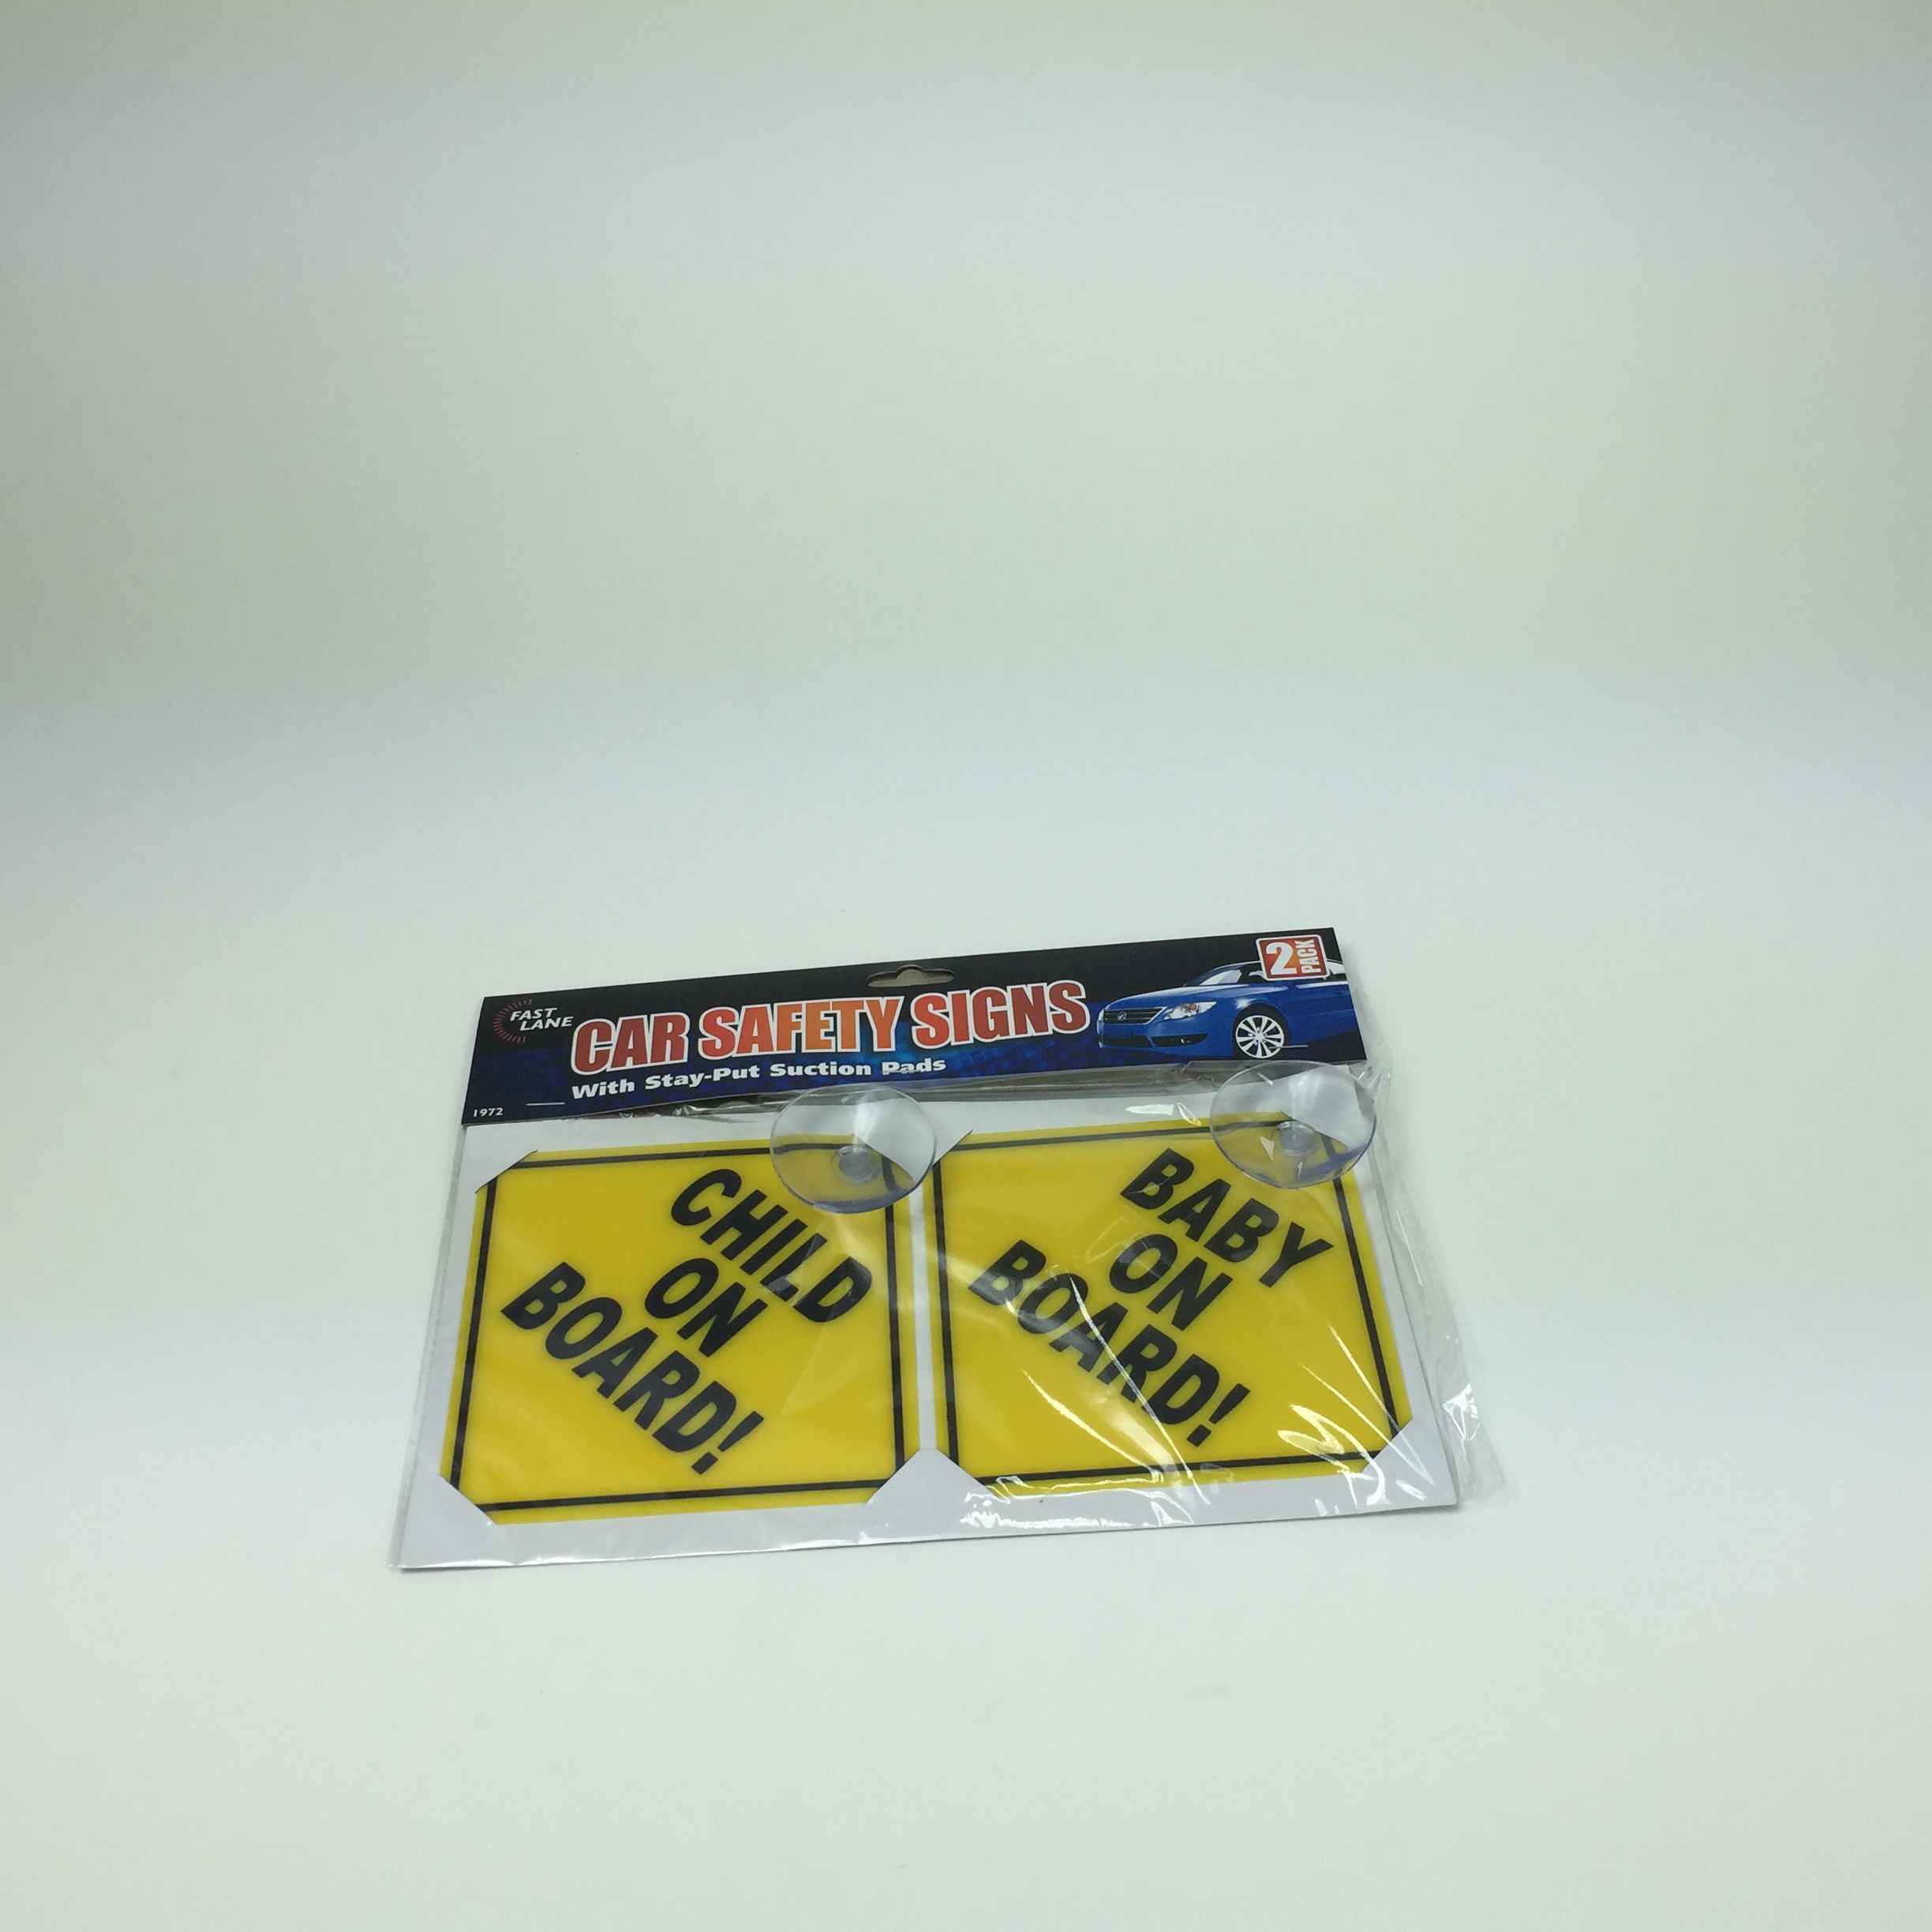 FAST
LANE
CAR SAFETY SIGNS
With Stay-Put Suction Pads
2
PACK
1972
CHILD
ON
BOARD!
BABY
ON
BOARD!